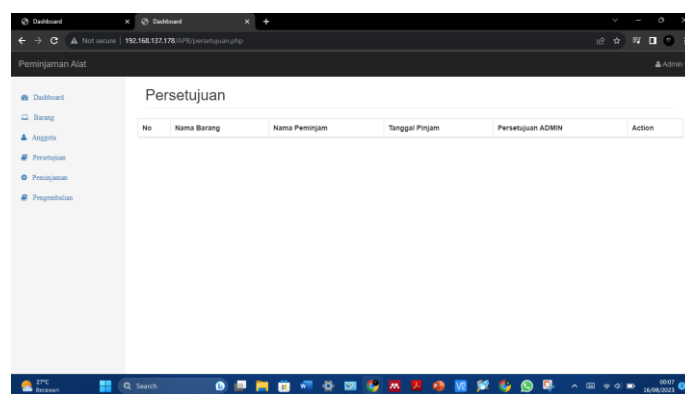 Dashboard
Dashboard
Not secure | 192.168.137.178/APB/persetujuan.php
Peminjaman Alat
Admin
Dashboard
Barang
Anggota
Persetujuan
Peminjaman
Pengembalian
Persetujuan
No Nama Barang Nama Peminjam Tanggal Pinjam Persetujuan ADMIN Action
27°C
Berawan
Search
00:07
16/08/2023